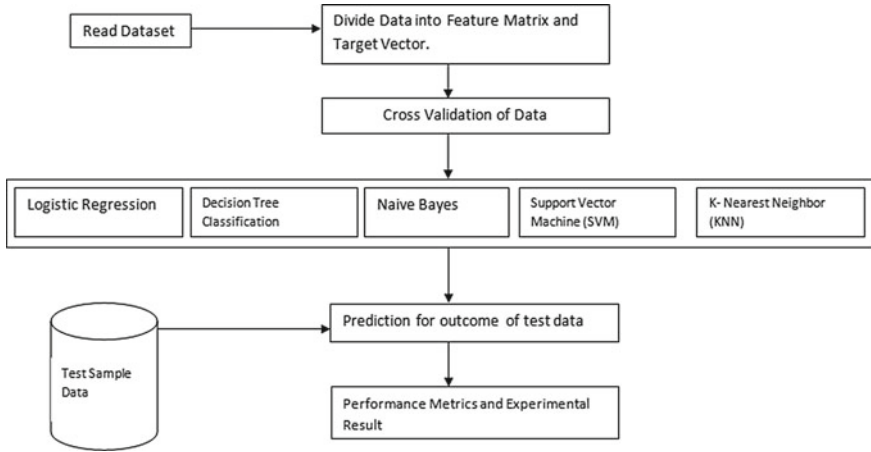 Read Dataset
Divide Data into Feature Matrix and
Target Vector.
Cross Validation of Data
Logistic Regression
Decision Tree
Classification
Naive Bayes
Support Vector
Machine (SVM)
K- Nearest Neighbor
(KNN)
Prediction for outcome of test data
Test Sample
Data
Performance Metrics and Experimental
Result